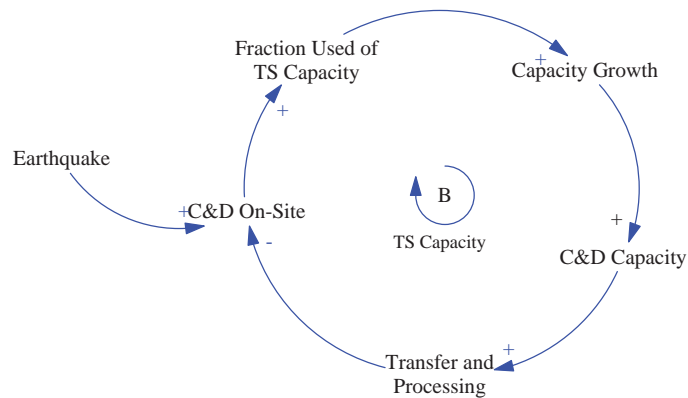 Fraction Used of
TS Capacity
+
Capacity Growth
+
Earthquake
+
C&D On-Site
B
TS Capacity
+
-
C&D Capacity
+
Transfer and
Processing